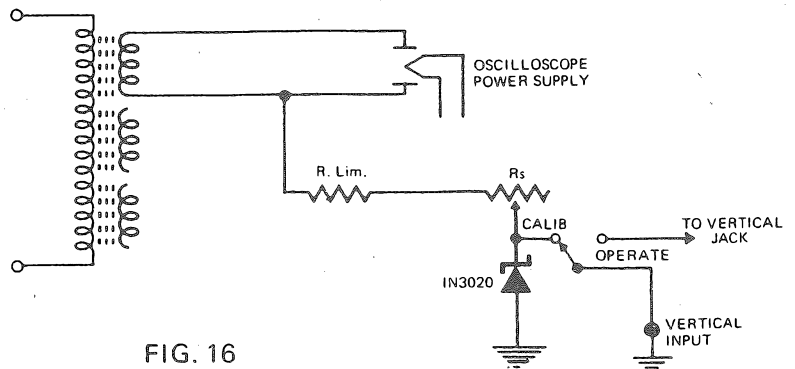 OSCILLOSCOPE
POWER SUPPLY
R. Lim.
Rs
CALIB
TO VERTICAL
JACK
OPERATE
IN3020
VERTICAL
INPUT
FIG. 16